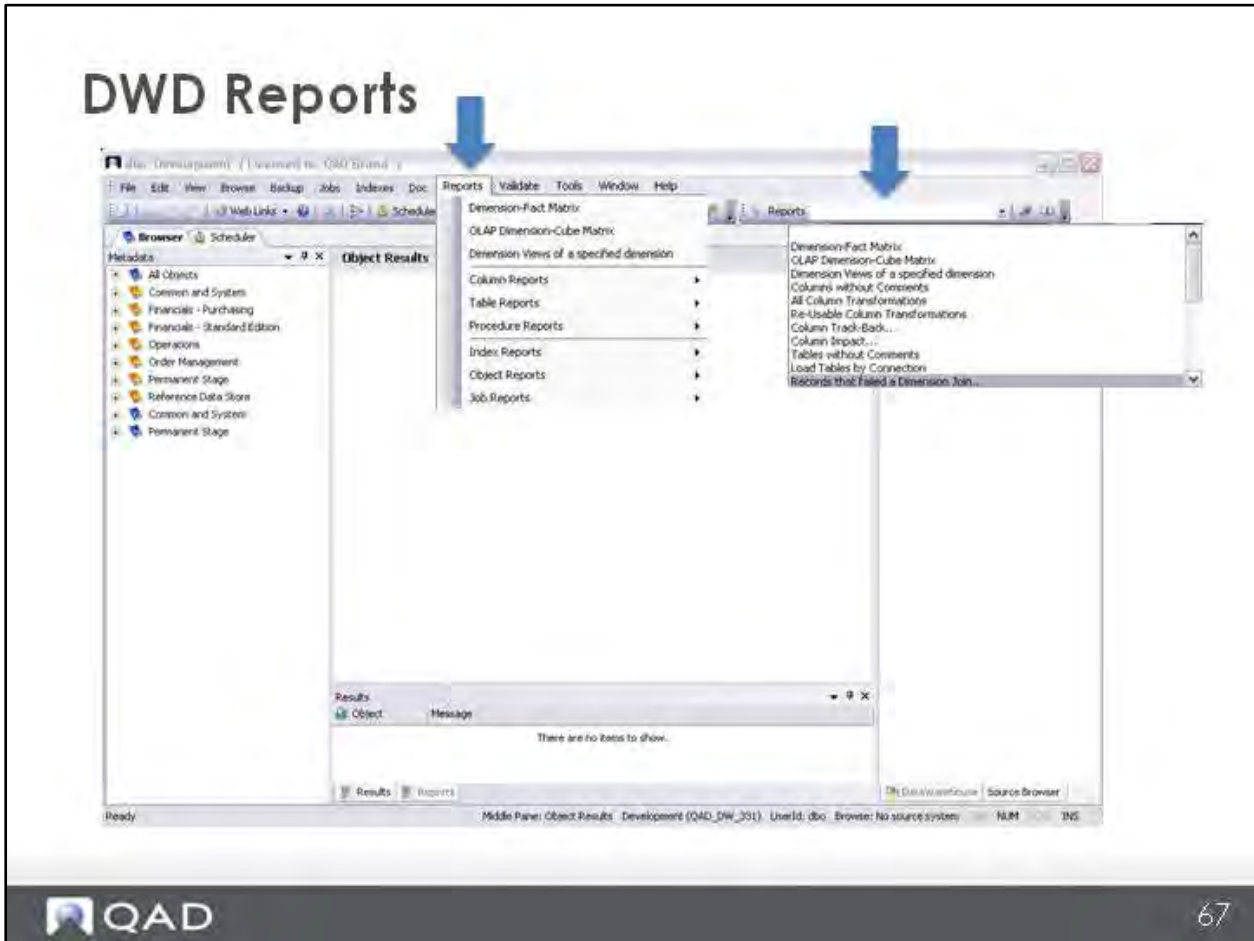 DWD Reports
File Edit View Browse Backup Jobs Indexes Doc Reports Validate Tools Window Help
Web Links
Scheduler
Reports
Browser Scheduler
Metadata
All Objects
Common and System
Financials - Purchasing
Financials - Standard Edition
Operations
Order Management
Permanent Stage
Reference Data Store
Common and System
Permanent Stage
Object Results
Dimension-Fact Matrix
OLAP Dimension-Cube Matrix
Dimension Views of a specified dimension
Column Reports
Table Reports
Procedure Reports
Index Reports
Object Reports
Job Reports
Dimension-Fact Matrix
OLAP Dimension-Cube Matrix
Dimension Views of a specified dimension
Columns without Comments
All Column Transformations
Re-Usable Column Transformations
Column Track-Back...
Column Impact...
Tables without Comments
Load Tables by Connection
Records that Failed a Dimension Join...
Results
Object Message
There are no items to show.
Results Reports
DataWarehouse Source Browser
Ready
Middle Pane: Object Results Development (QAD_DW_351) UserId: dbo Browse: No source system NUM INS
QAD
67